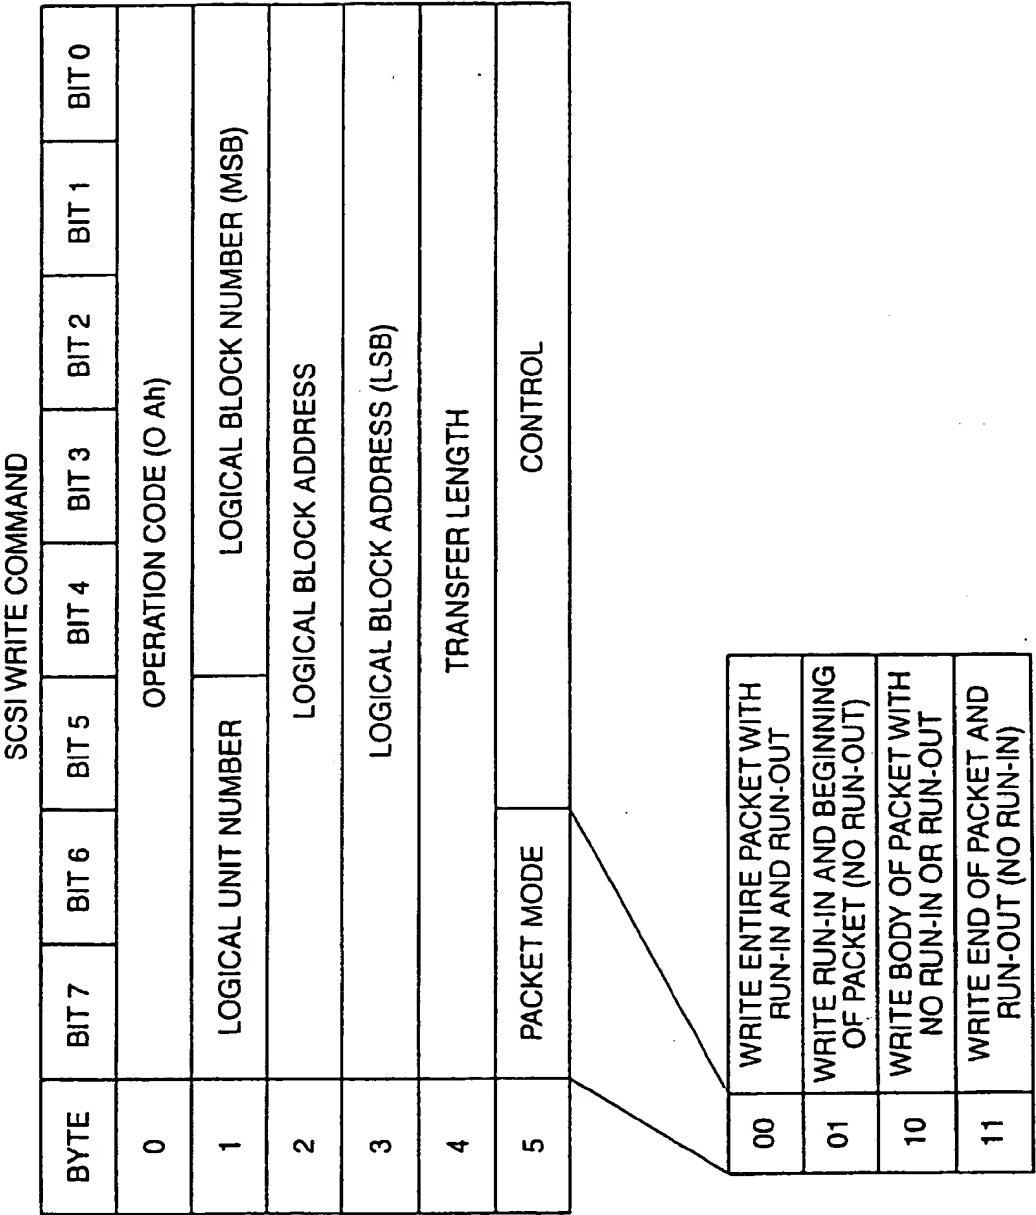 SCSI WRITE COMMAND
BYTE BIT 7 BIT 6 BIT 5 BIT 4 BIT 3 BIT 2 BIT 1 BIT 0
0 OPERATION CODE (O Ah)
1 LOGICAL UNIT NUMBER LOGICAL BLOCK NUMBER (MSB)
2 LOGICAL BLOCK ADDRESS
3 LOGICAL BLOCK ADDRESS (LSB)
4 TRANSFER LENGTH
5 PACKET MODE CONTROL
00 WRITE ENTIRE PACKET WITH
RUN-IN AND RUN-OUT
01 WRITE RUN-IN AND BEGINNING
OF PACKET (NO RUN-OUT)
10 WRITE BODY OF PACKET WITH
NO RUN-IN OR RUN-OUT
11 WRITE END OF PACKET AND
RUN-OUT (NO RUN-IN)